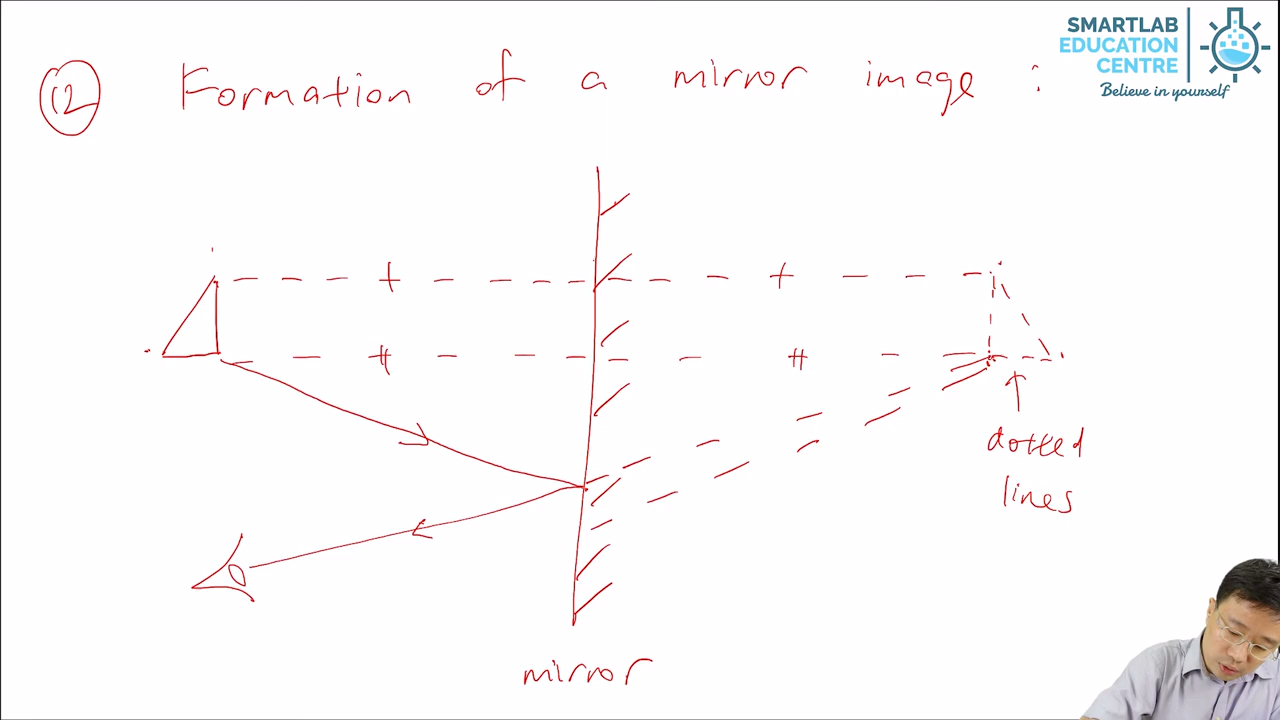 SMARTLAB
EDUCATION
CENTRE
Believe in yourself
12 Formation of a mirror image :
dotted
lines
mirror